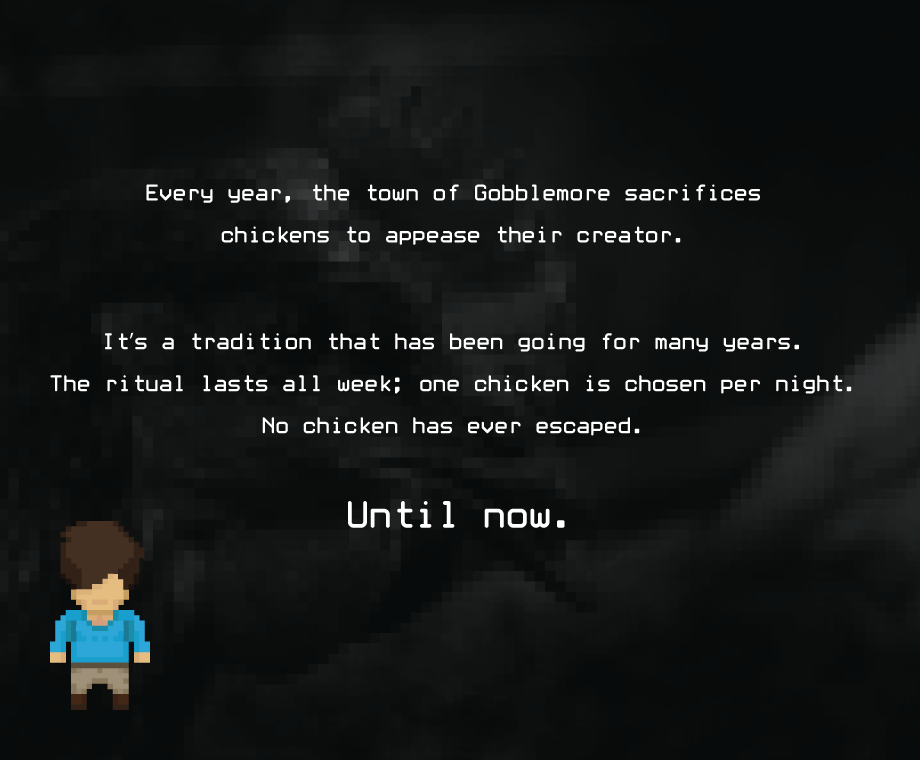 Every year, the town of Gobblemore sacrifices
chickens to appease their creator.
It's a tradition that has been going for many years.
The ritual lasts all week; one chicken is chosen per night.
No chicken has ever escaped.
Until now.